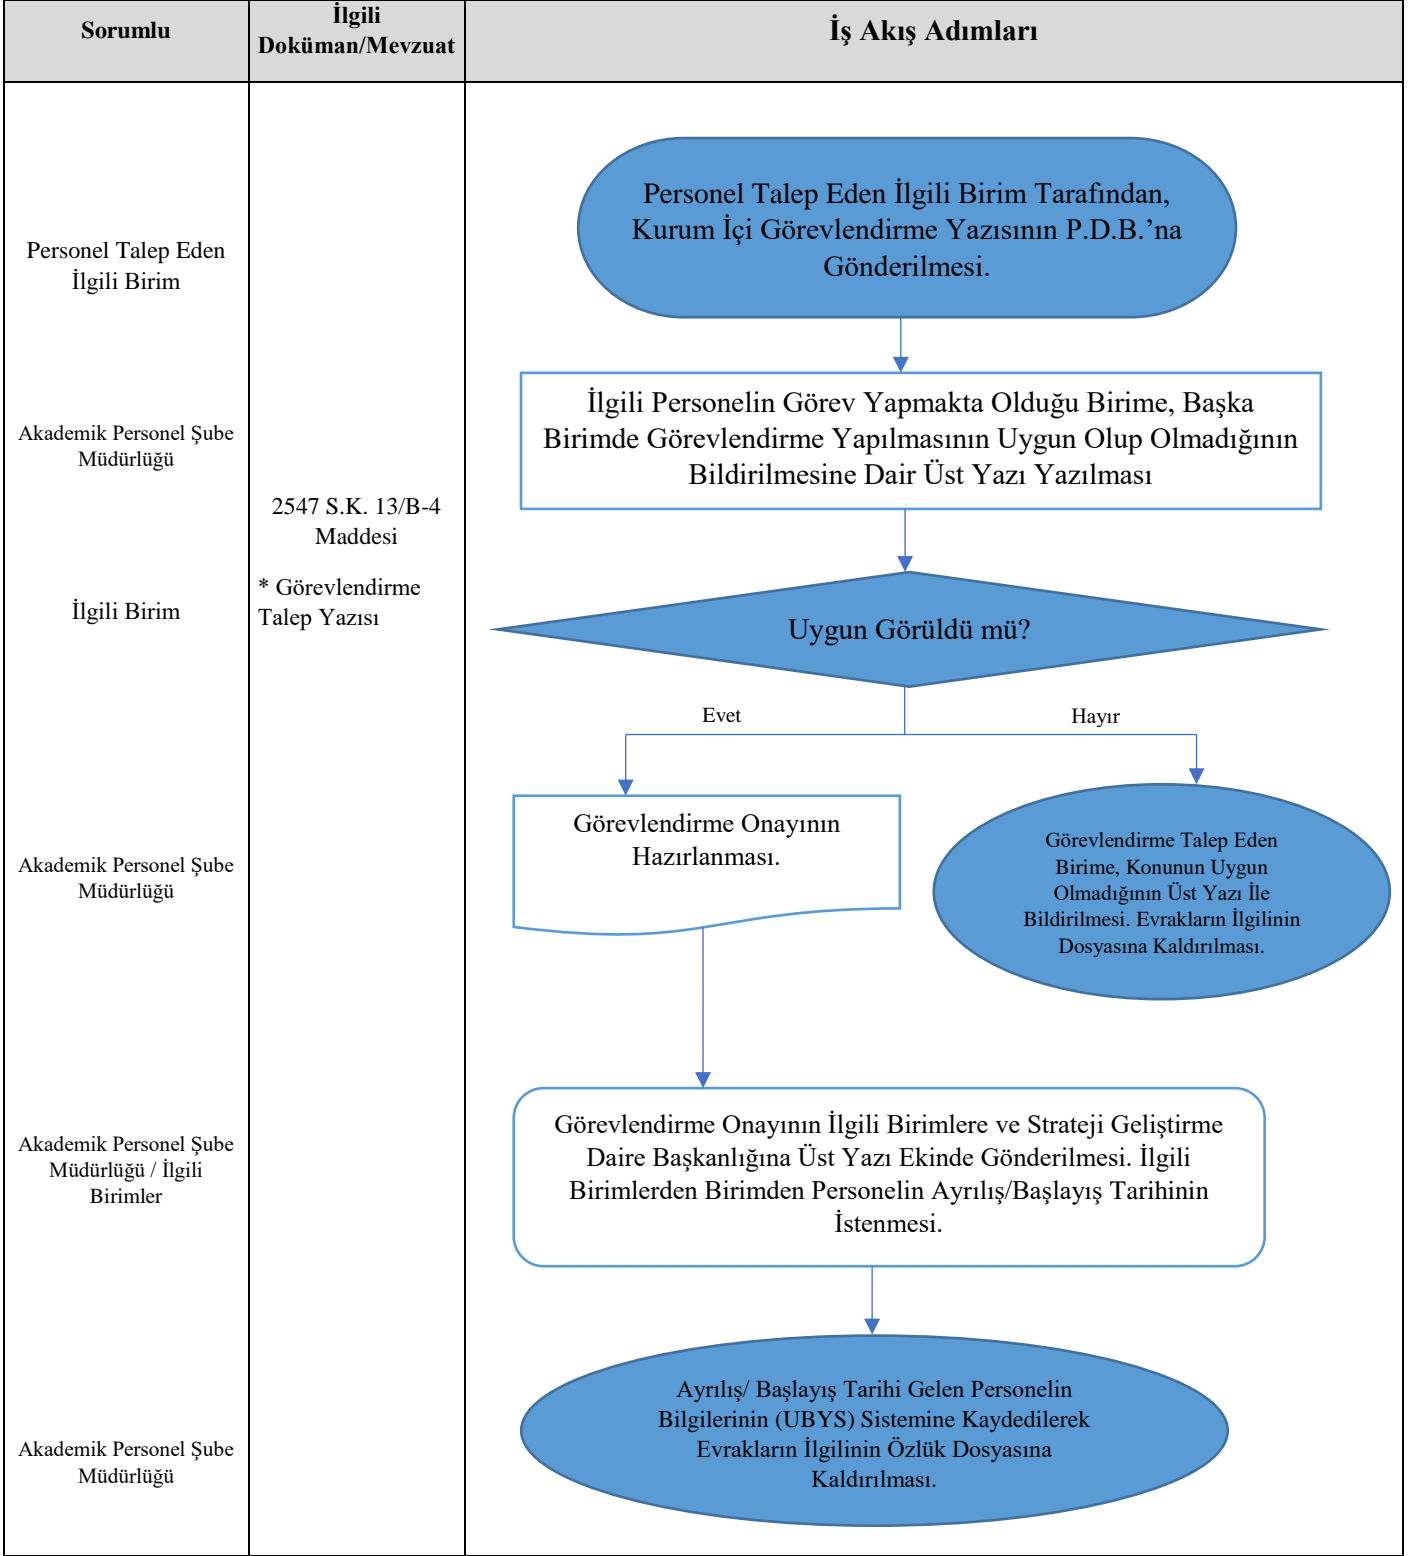 Sorumlu
İlgili
Doküman/Mevzuat
İş Akış Adımları
Personel Talep Eden
İlgili Birim
Personel Talep Eden İlgili Birim Tarafından,
Kurum İçi Görevlendirme Yazısının P.D.B.’na
Gönderilmesi.
Akademik Personel Şube
Müdürlüğü
İlgili Personelin Görev Yapmakta Olduğu Birime, Başka
Birimde Görevlendirme Yapılmasının Uygun Olup Olmadığının
Bildirilmesine Dair Üst Yazı Yazılması
2547 S.K. 13/B-4
Maddesi
* Görevlendirme
Talep Yazısı
İlgili Birim
Uygun Görüldü mü?
Evet
Hayır
Akademik Personel Şube
Müdürlüğü
Görevlendirme Onayının
Hazırlanması.
Görevlendirme Talep Eden
Birime, Konunun Uygun
Olmadığının Üst Yazı İle
Bildirilmesi. Evrakların İlgilinin
Dosyasına Kaldırılması.
Akademik Personel Şube
Müdürlüğü / İlgili
Birimler
Görevlendirme Onayının İlgili Birimlere ve Strateji Geliştirme
Daire Başkanlığına Üst Yazı Ekinde Gönderilmesi. İlgili
Birimlerden Birimden Personelin Ayrılış/Başlayış Tarihinin
İstenmesi.
Akademik Personel Şube
Müdürlüğü
Ayrılış/ Başlayış Tarihi Gelen Personelin
Bilgilerinin (UBYS) Sistemine Kaydedilerek
Evrakların İlgilinin Özlük Dosyasına
Kaldırılması.